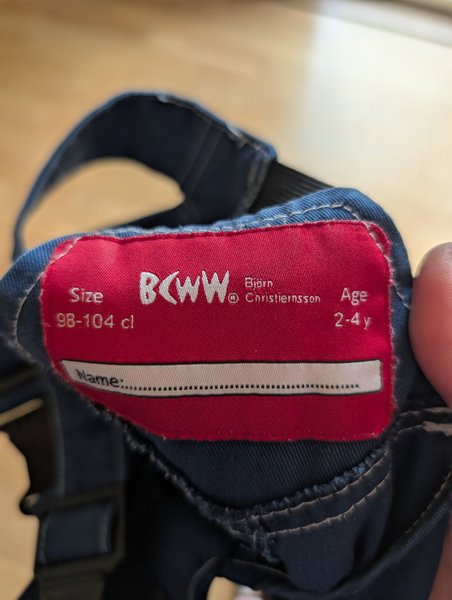 Size
98-104 cl
BCWW®
Björn
Christiernsson
Age
2-4 y
Name: